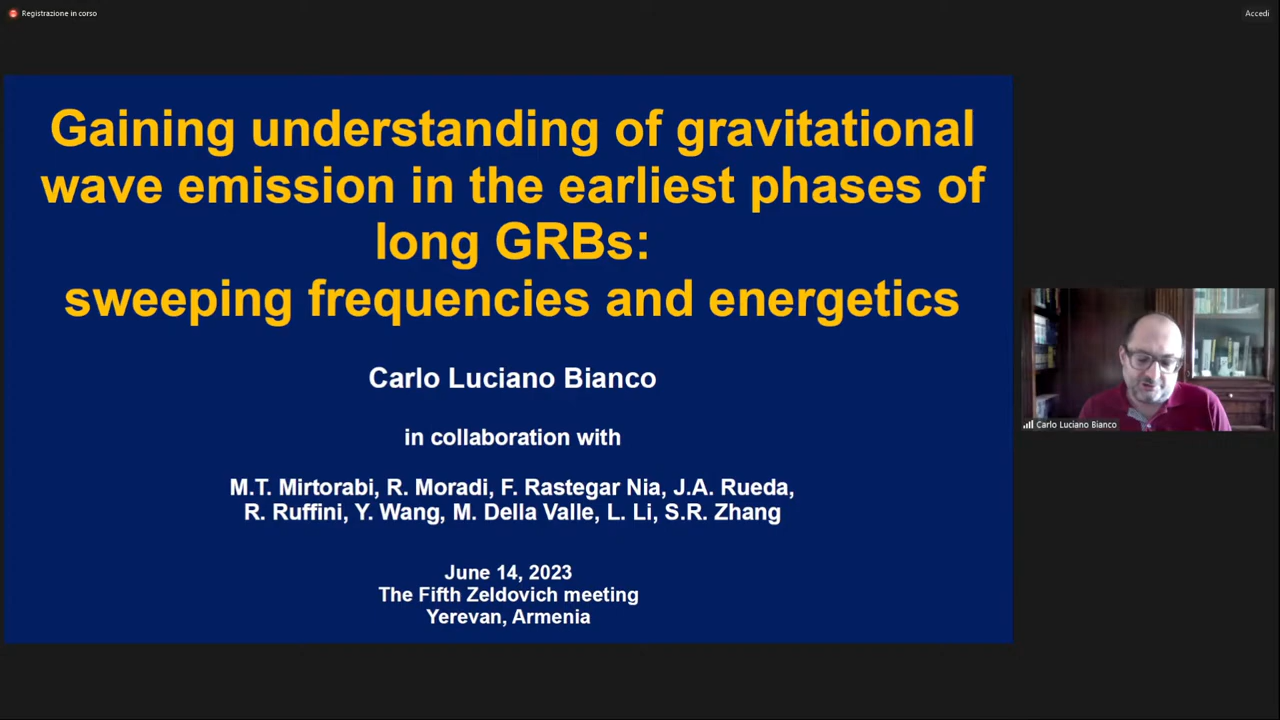 Registrazione in corso
Accedi
Gaining understanding of gravitational
wave emission in the earliest phases of
long GRBs:
sweeping frequencies and energetics
Carlo Luciano Bianco
in collaboration with
M.T. Mirtorabi, R. Moradi, F. Rastegar Nia, J.A. Rueda,
R. Ruffini, Y. Wang, M. Della Valle, L. Li, S.R. Zhang
June 14, 2023
The Fifth Zeldovich meeting
Yerevan, Armenia
Carlo Luciano Bianco